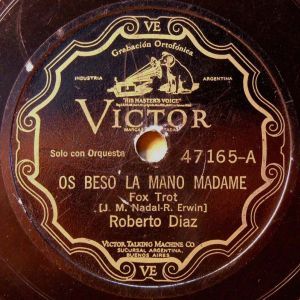 VE
Grabación Ortofónica
INDUSTRIA ARGENTINA
"HIS MASTER'S VOICE"
VICTOR
Solo con Orquesta 47165-A
OS BESO LA MANO MADAME
Fox Trot
[J. M. Nadal-R. Erwin]
Roberto Diaz
VICTOR TALKING MACHINE CO
SUCURSAL ARGENTINA,
BUENOS AIRES
VE